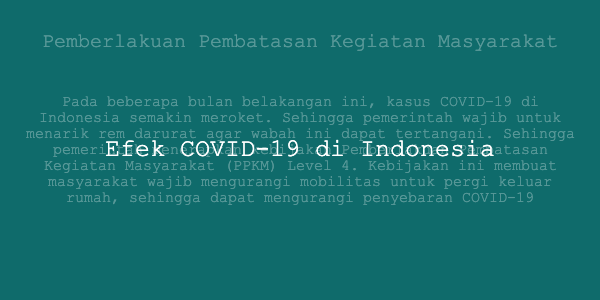 Pemberlakuan Pembatasan Kegiatan Masyarakat
Pada beberapa bulan belakangan ini, kasus COVID-19 di
Indonesia semakin meroket. Sehingga pemerintah wajib untuk
menarik rem darurat agar wabah ini dapat tertangani. Sehingga
Efek COVID-19 di Indonesia
Kegiatan Masyarakat (PPKM) Level 4. Kebijakan ini membuat
masyarakat wajib mengurangi mobilitas untuk pergi keluar
rumah, sehingga dapat mengurangi penyebaran COVID-19